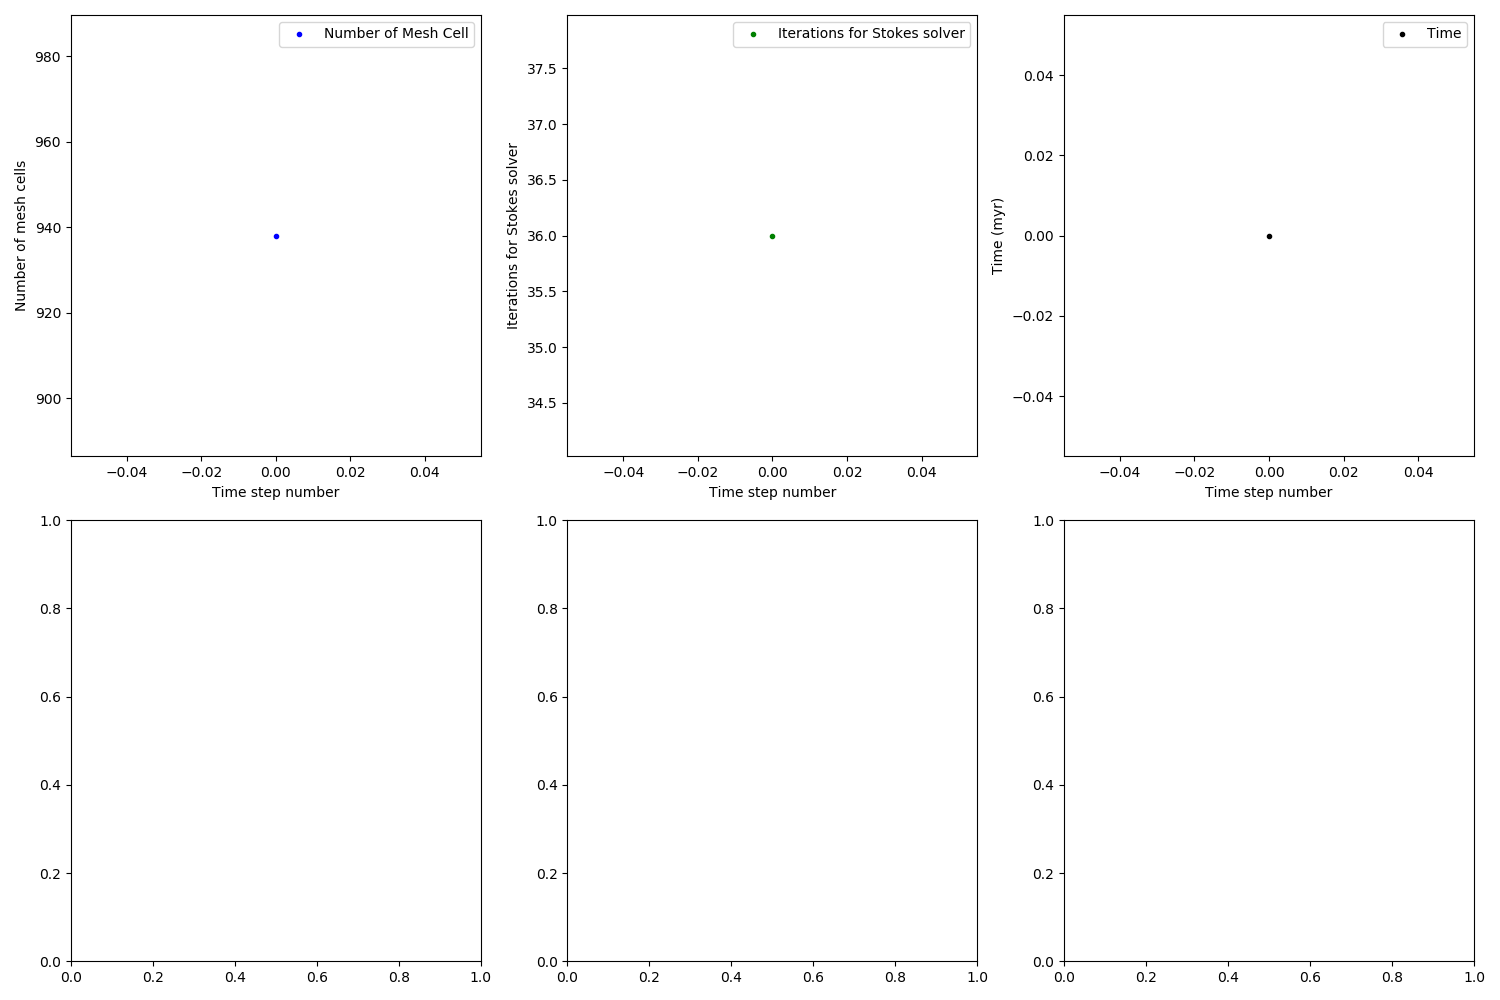 Number of Mesh Cell
980
960
940
920
900
Number of mesh cells
−0.04 −0.02 0.00 0.02 0.04
Time step number
Iterations for Stokes solver
37.5
37.0
36.5
36.0
35.5
35.0
34.5
Iterations for Stokes solver
−0.04 −0.02 0.00 0.02 0.04
Time step number
Time
0.04
0.02
0.00
−0.02
−0.04
Time (myr)
−0.04 −0.02 0.00 0.02 0.04
Time step number
1.0
0.8
0.6
0.4
0.2
0.0
0.0 0.2 0.4 0.6 0.8 1.0
1.0
0.8
0.6
0.4
0.2
0.0
0.0 0.2 0.4 0.6 0.8 1.0
1.0
0.8
0.6
0.4
0.2
0.0
0.0 0.2 0.4 0.6 0.8 1.0